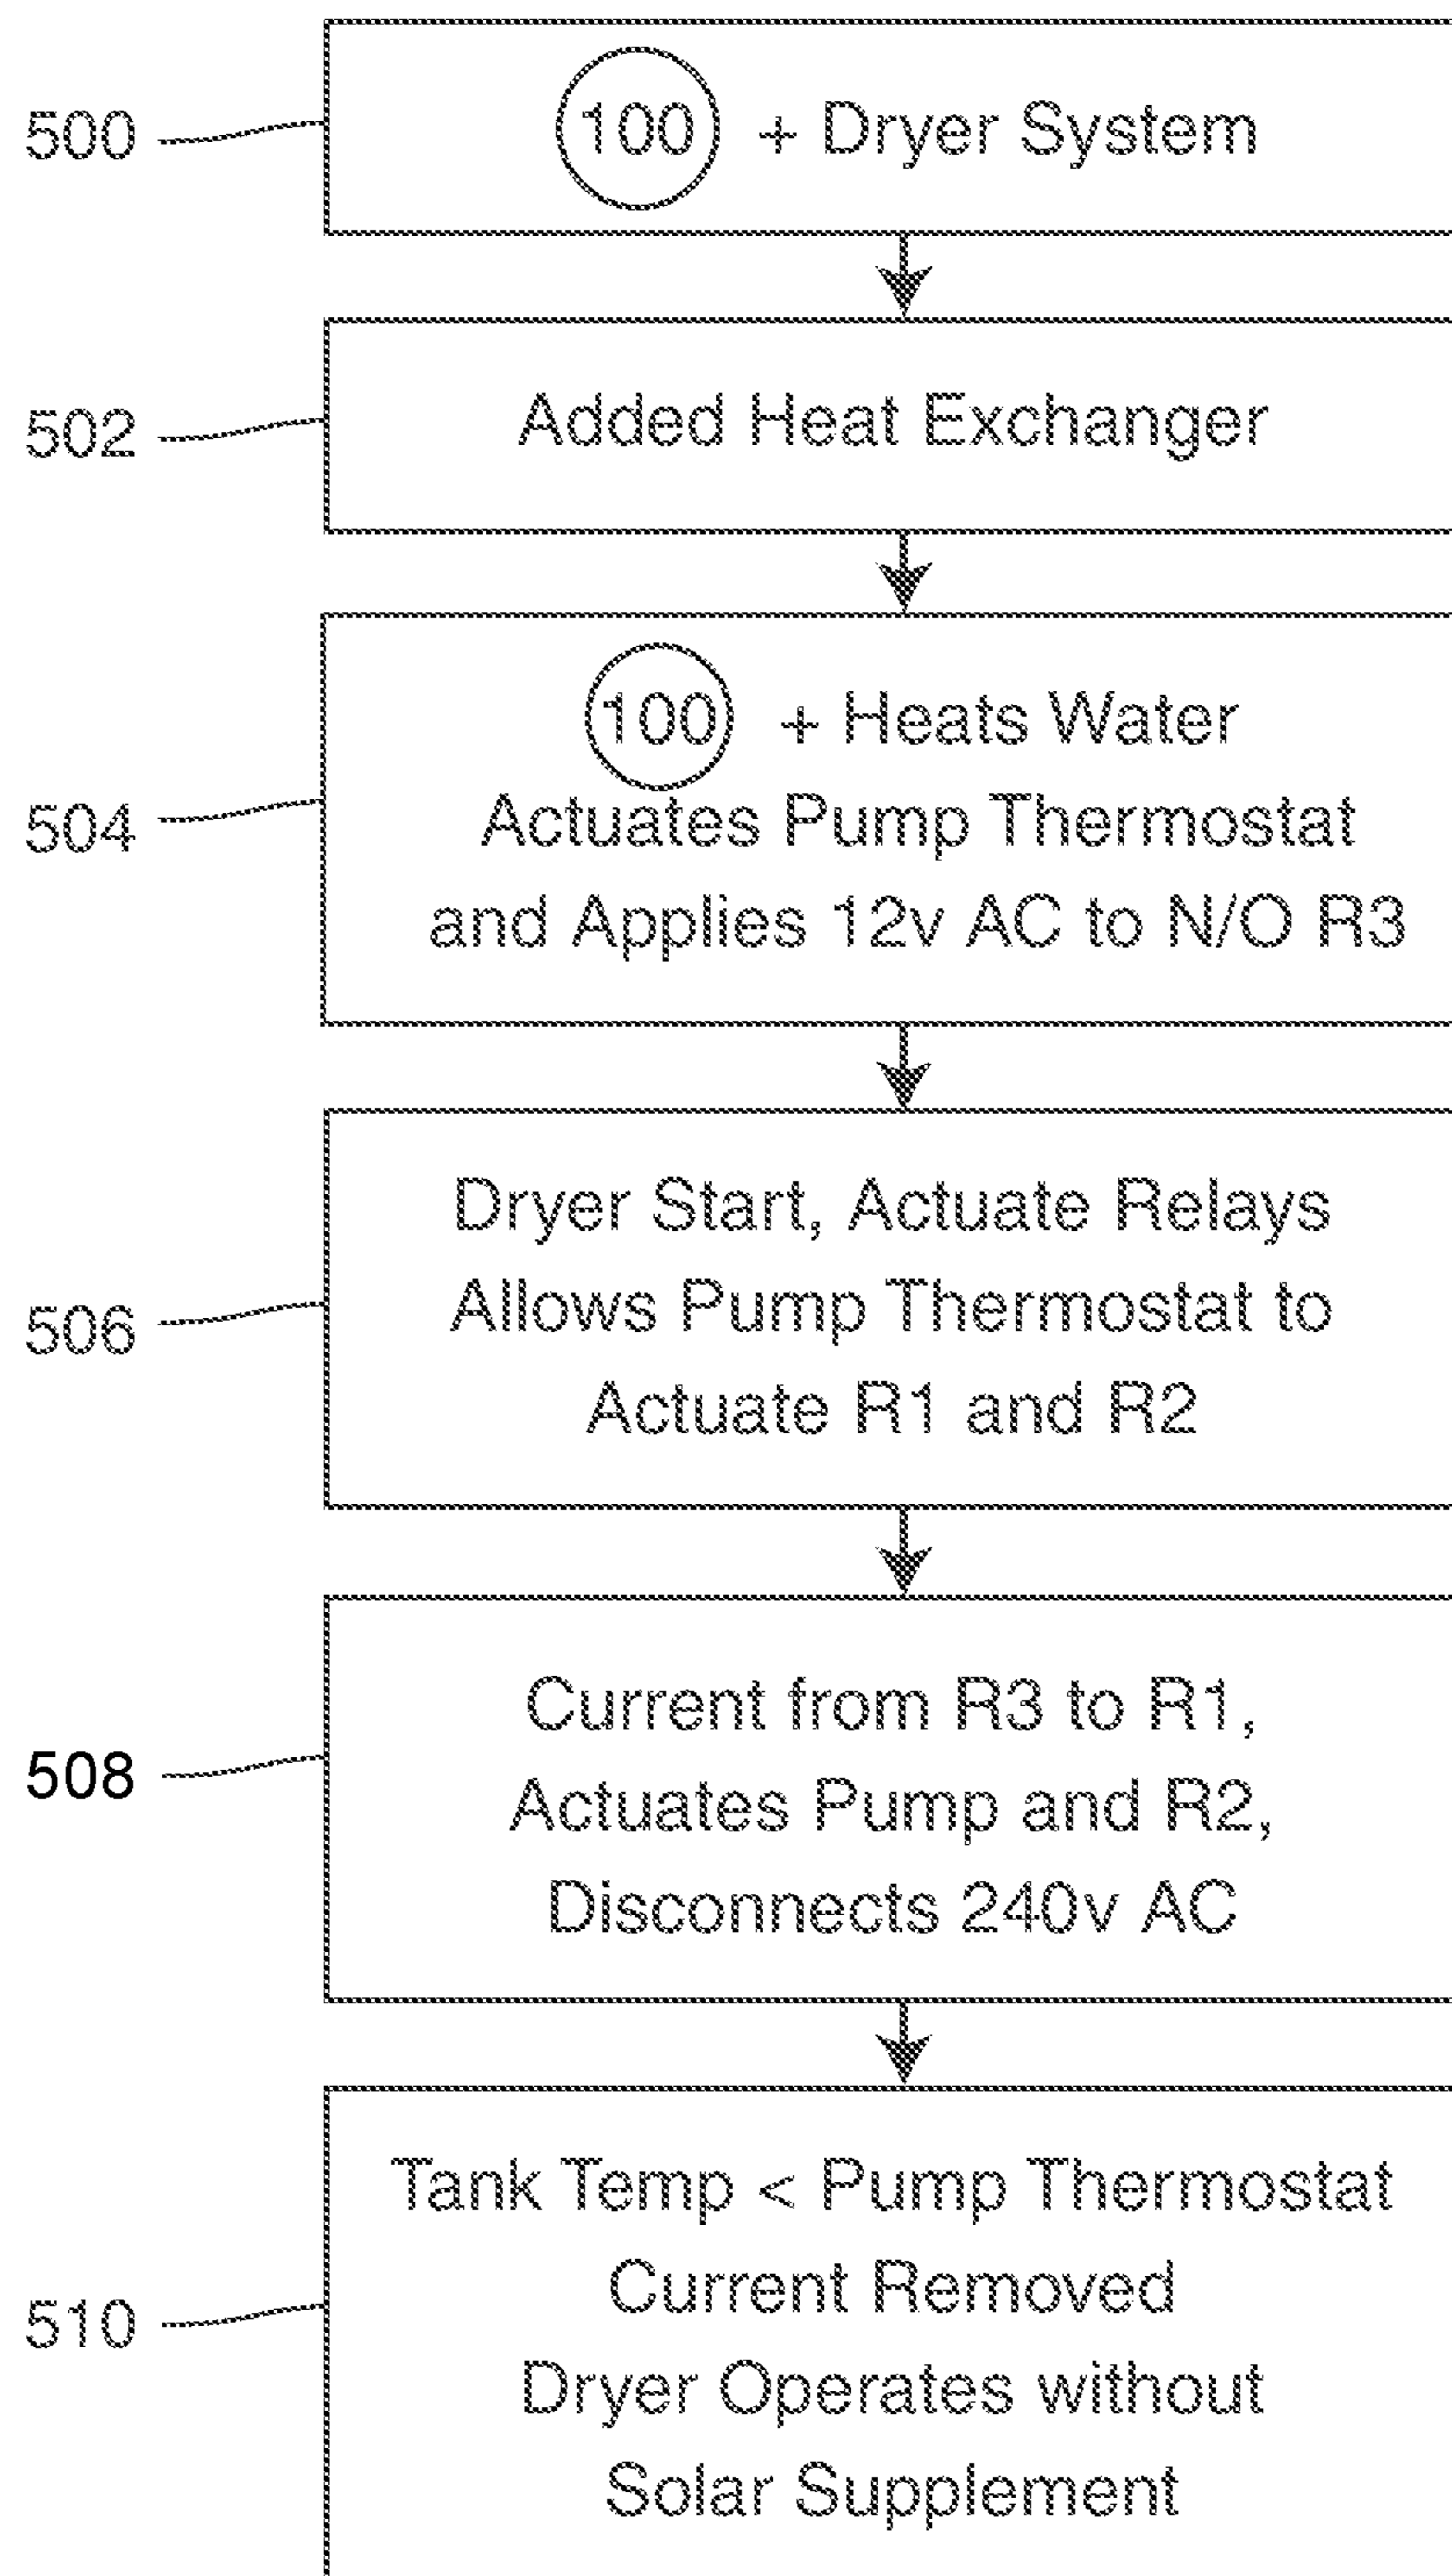 500
100 + Dryer System
502
Added Heat Exchanger
504
100 + Heats Water
Actuates Pump Thermostat
and Applies 12v AC to N/O R3
506
Dryer Start, Actuate Relays
Allows Pump Thermostat to
Actuate R1 and R2
508
Current from R3 to R1,
Actuates Pump and R2,
Disconnects 240v AC
510
Tank Temp < Pump Thermostat
Current Removed
Dryer Operates without
Solar Supplement